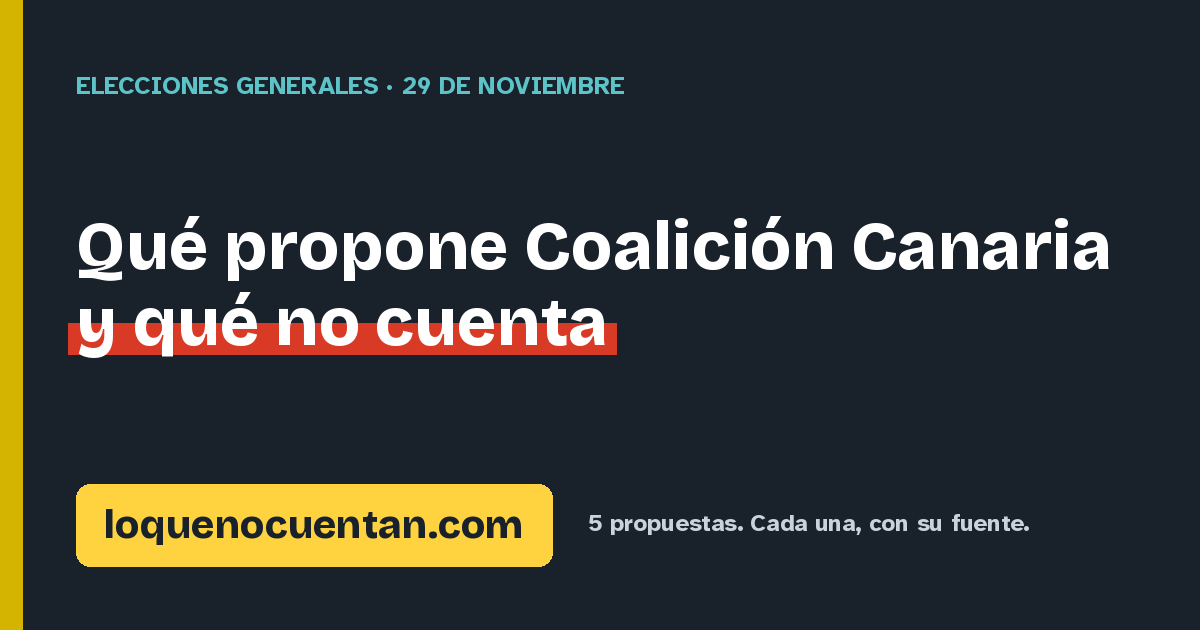 ELECCIONES GENERALES · 29 DE NOVIEMBRE
Qué propone Coalición Canaria
y qué no cuenta
loquenocuentan.com
5 propuestas. Cada una, con su fuente.